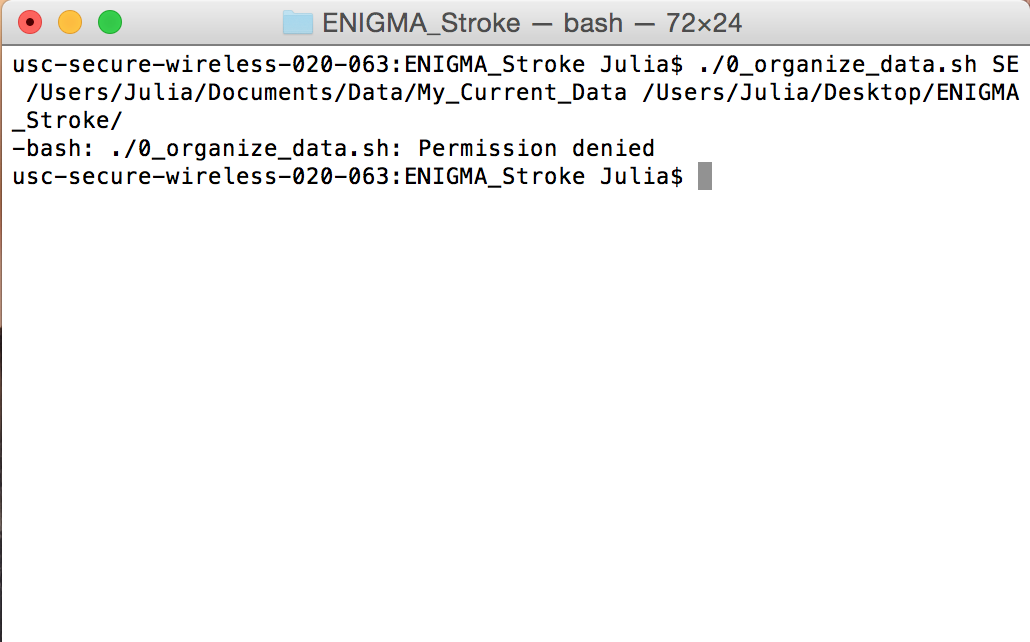 ENIGMA_Stroke — bash — 72×24
usc-secure-wireless-020-063:ENIGMA_Stroke Julia$ ./0_organize_data.sh SE
/Users/Julia/Documents/Data/My_Current_Data /Users/Julia/Desktop/ENIGMA
_Stroke/
-bash: ./0_organize_data.sh: Permission denied
usc-secure-wireless-020-063:ENIGMA_Stroke Julia$